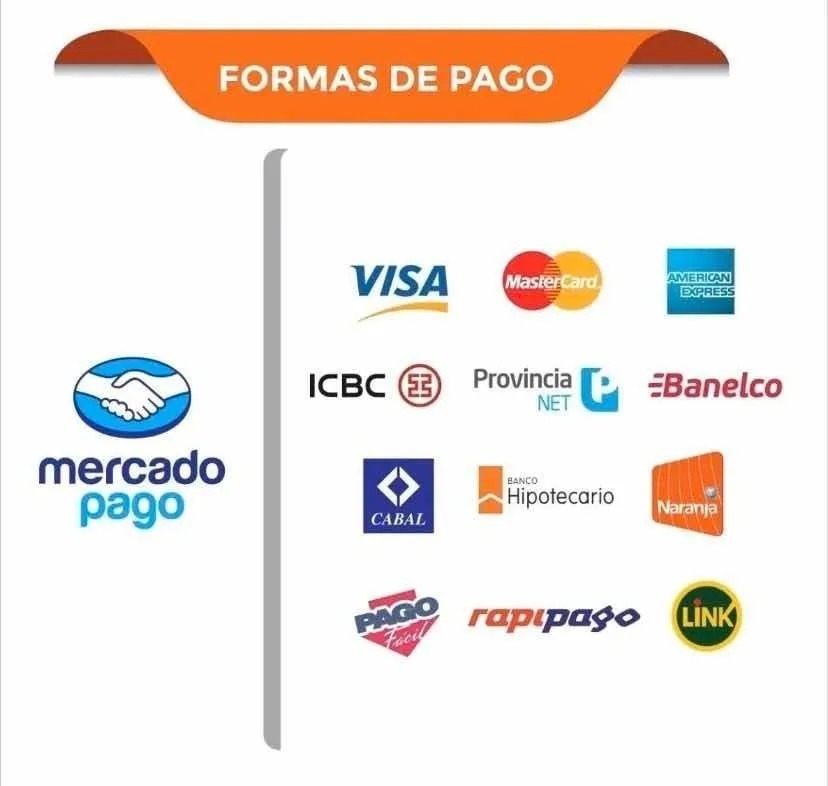 FORMAS DE PAGO
mercado
pago
VISA
MasterCard
AMERICAN
EXPRESS
ICBC
Provincia
NET
Banelco
CABAL
BANCO
Hipotecario
Naranja
PAGO
Fácil
rapipago
LINK